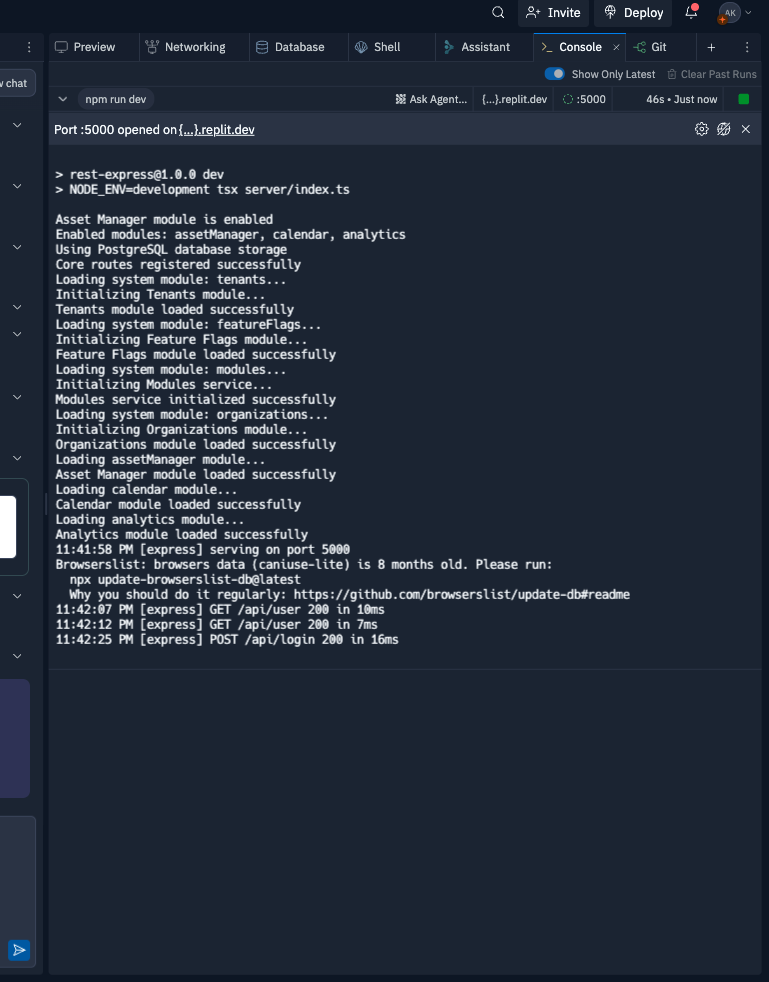 Invite
Deploy
AK
Preview
Networking
Database
Shell
Assistant
Console
Git
w chat
Show Only Latest
Clear Past Runs
npm run dev
Ask Agent...
{...}.replit.dev
:5000
46s • Just now
Port :5000 opened on {...}.replit.dev
> rest-express@1.0.0 dev
> NODE_ENV=development tsx server/index.ts
Asset Manager module is enabled
Enabled modules: assetManager, calendar, analytics
Using PostgreSQL database storage
Core routes registered successfully
Loading system module: tenants...
Initializing Tenants module...
Tenants module loaded successfully
Loading system module: featureFlags...
Initializing Feature Flags module...
Feature Flags module loaded successfully
Loading system module: modules...
Initializing Modules service...
Modules service initialized successfully
Loading system module: organizations...
Initializing Organizations module...
Organizations module loaded successfully
Loading assetManager module...
Asset Manager module loaded successfully
Loading calendar module...
Calendar module loaded successfully
Loading analytics module...
Analytics module loaded successfully
11:41:58 PM [express] serving on port 5000
Browserslist: browsers data (caniuse-lite) is 8 months old. Please run:
npx update-browserslist-db@latest
Why you should do it regularly: https://github.com/browserslist/update-db#readme
11:42:07 PM [express] GET /api/user 200 in 10ms
11:42:12 PM [express] GET /api/user 200 in 7ms
11:42:25 PM [express] POST /api/login 200 in 16ms